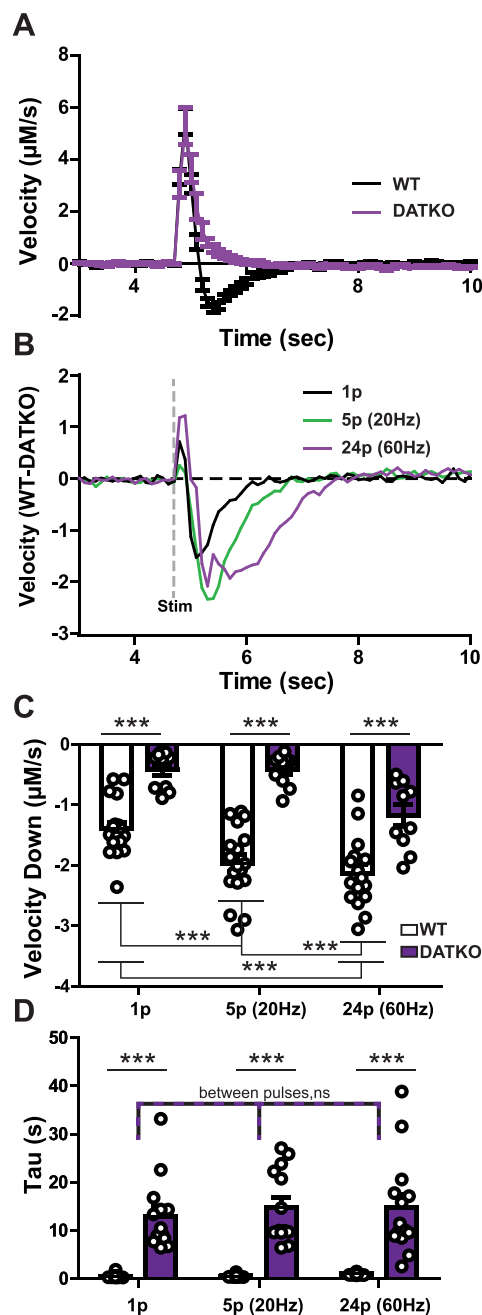 A
Velocity (µM/s)
8
6
4
2
0
-2
WT
DATKO
4
6
8
10
Time (sec)
B
Velocity (WT-DATKO)
2
1
0
-1
-2
-3
1p
5p (20Hz)
24p (60Hz)
Stim
4
6
8
10
Time (sec)
C
Velocity Down (µM/s)
*** *** ***
0
-1
-2
-3
-4
*** ***
***
WT
DATKO
1p 5p (20Hz) 24p (60Hz)
D
Tau (s)
50
40
30
20
10
0
*** *** ***
between pulses,ns
1p 5p (20Hz) 24p (60Hz)